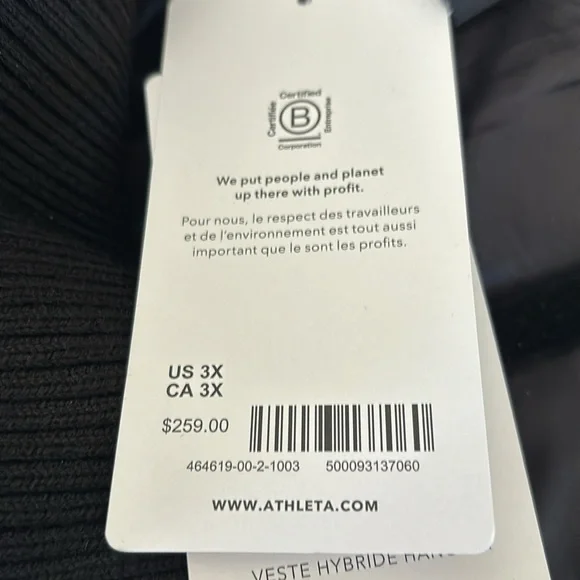 Certified
Certifiée
B
Entreprise
Corporation
We put people and planet
up there with profit.
Pour nous, le respect des travailleurs
et de l'environnement est tout aussi
important que le sont les profits.
US 3X
CA 3X
$259.00
464619-00-2-1003 500093137060
WWW.ATHLETA.COM
VESTE HYBRIDE